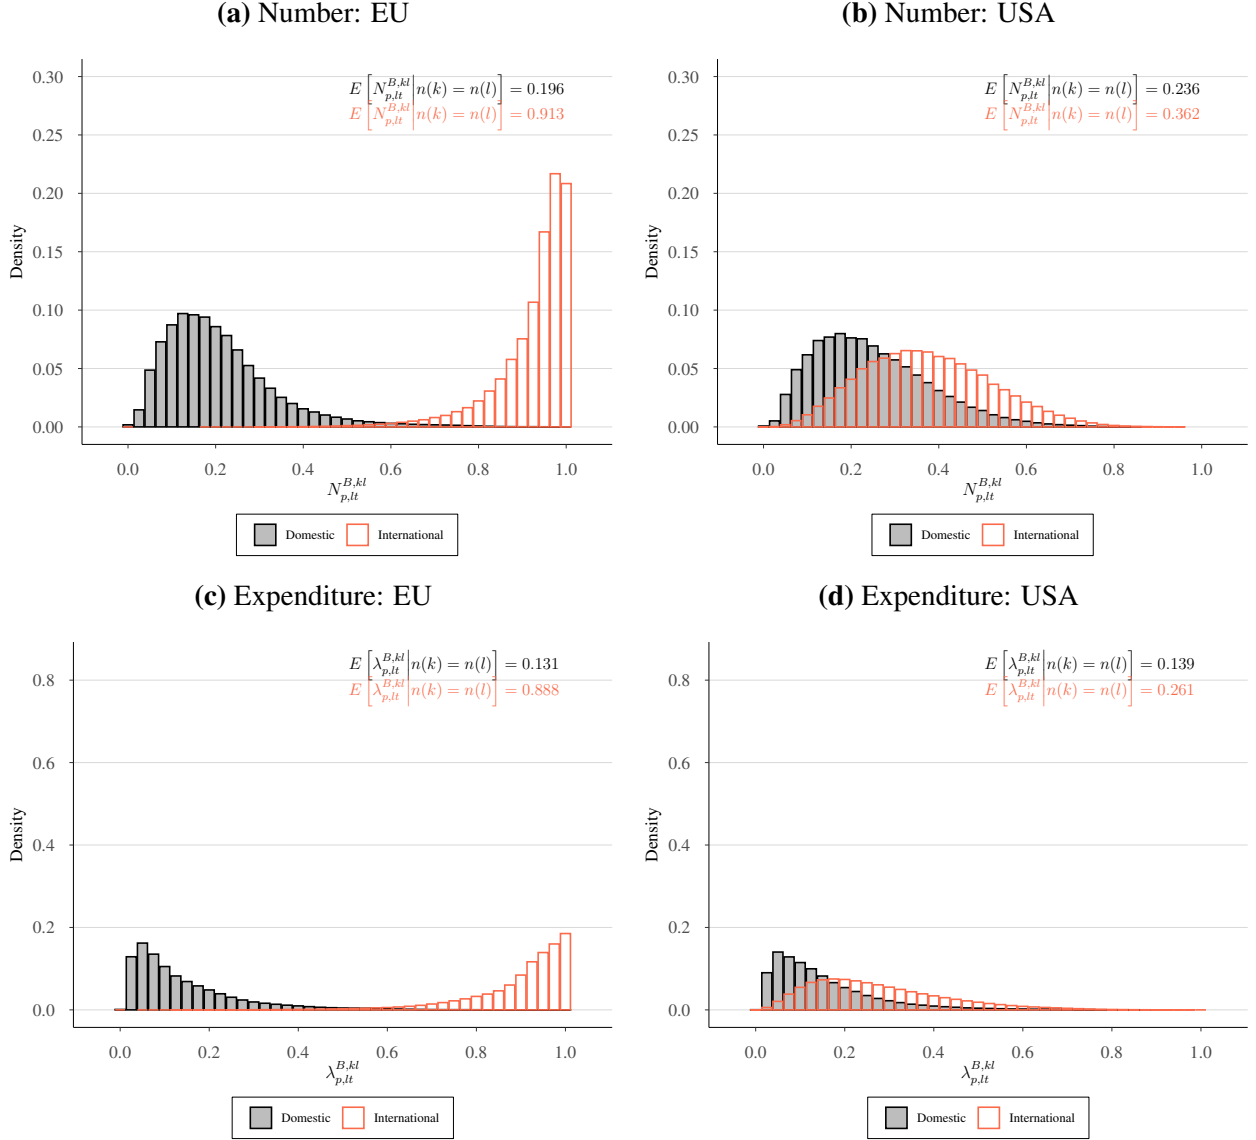 (a) Number: EU
E [N^{B,kl}_{p,lt} | n(k) = n(l)] = 0.196
E [N^{B,kl}_{p,lt} | n(k) = n(l)] = 0.913
0.30
0.25
0.20
0.15
0.10
0.05
0.00
Density
0.0 0.2 0.4 0.6 0.8 1.0
N^{B,kl}_{p,lt}
Domestic International
(b) Number: USA
E [N^{B,kl}_{p,lt} | n(k) = n(l)] = 0.236
E [N^{B,kl}_{p,lt} | n(k) = n(l)] = 0.362
0.30
0.25
0.20
0.15
0.10
0.05
0.00
Density
0.0 0.2 0.4 0.6 0.8 1.0
N^{B,kl}_{p,lt}
Domestic International
(c) Expenditure: EU
E [λ^{B,kl}_{p,lt} | n(k) = n(l)] = 0.131
E [λ^{B,kl}_{p,lt} | n(k) = n(l)] = 0.888
0.8
0.6
0.4
0.2
0.0
Density
0.0 0.2 0.4 0.6 0.8 1.0
λ^{B,kl}_{p,lt}
Domestic International
(d) Expenditure: USA
E [λ^{B,kl}_{p,lt} | n(k) = n(l)] = 0.139
E [λ^{B,kl}_{p,lt} | n(k) = n(l)] = 0.261
0.8
0.6
0.4
0.2
0.0
Density
0.0 0.2 0.4 0.6 0.8 1.0
λ^{B,kl}_{p,lt}
Domestic International